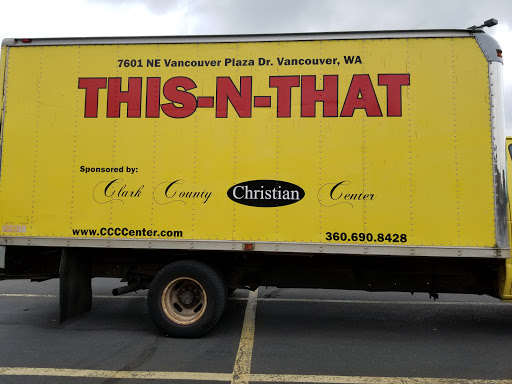 7601 NE Vancouver Plaza Dr. Vancouver, WA
THIS-N-THAT
Sponsored by:
Clark County Christian Center
www.CCCCenter.com 360.690.8428